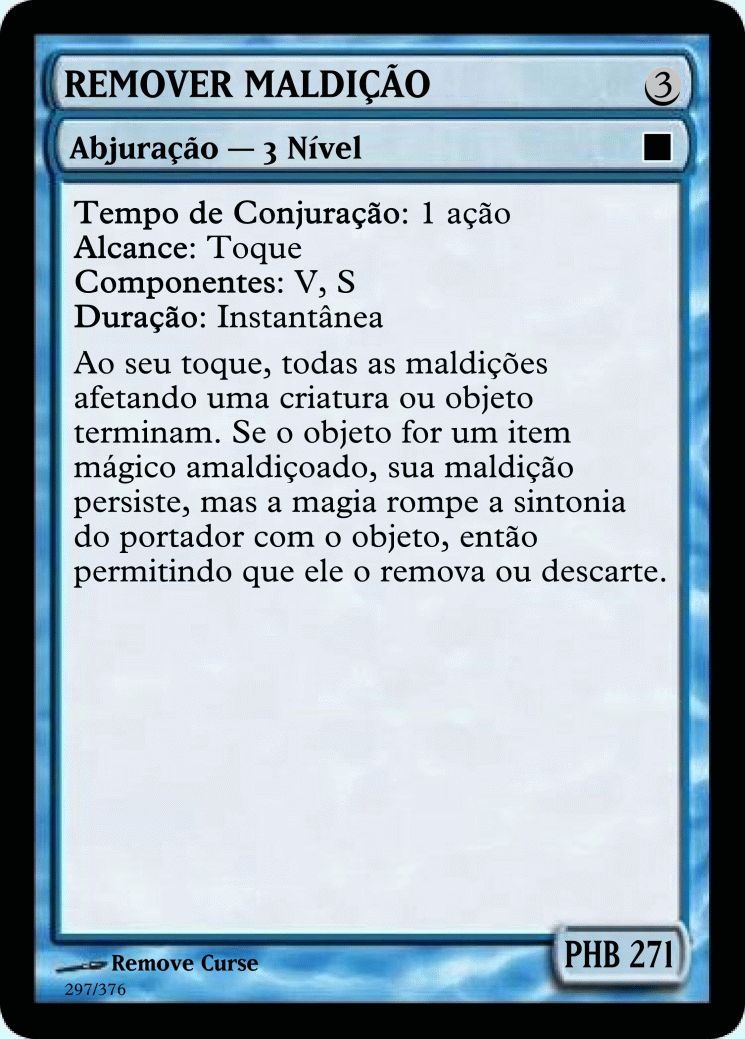 REMOVER MALDIÇÃO
3
Abjuração — 3 Nível
Tempo de Conjuração: 1 ação
Alcance: Toque
Componentes: V, S
Duração: Instantânea
Ao seu toque, todas as maldições
afetando uma criatura ou objeto
terminam. Se o objeto for um item
mágico amaldiçoado, sua maldição
persiste, mas a magia rompe a sintonia
do portador com o objeto, então
permitindo que ele o remova ou descarte.
Remove Curse
PHB 271
297/376